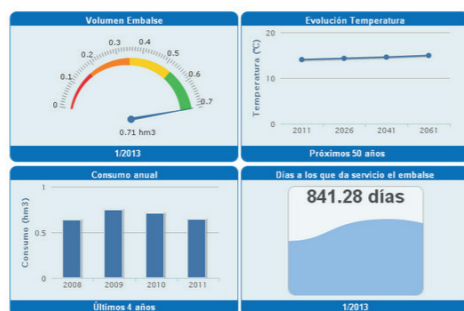 Volumen Embalse
0
0.1
0.2
0.3
0.4
0.5
0.6
0.7
0.71 hm3
1/2013
Evolución Temperatura
Temperatura (ºC)
20
10
0
2011 2026 2041 2061
Próximos 50 años
Consumo anual
Consumo (hm3)
1
0.5
0
2008 2009 2010 2011
Últimos 4 años
Días a los que da servicio el embalse
841.28 días
1/2013